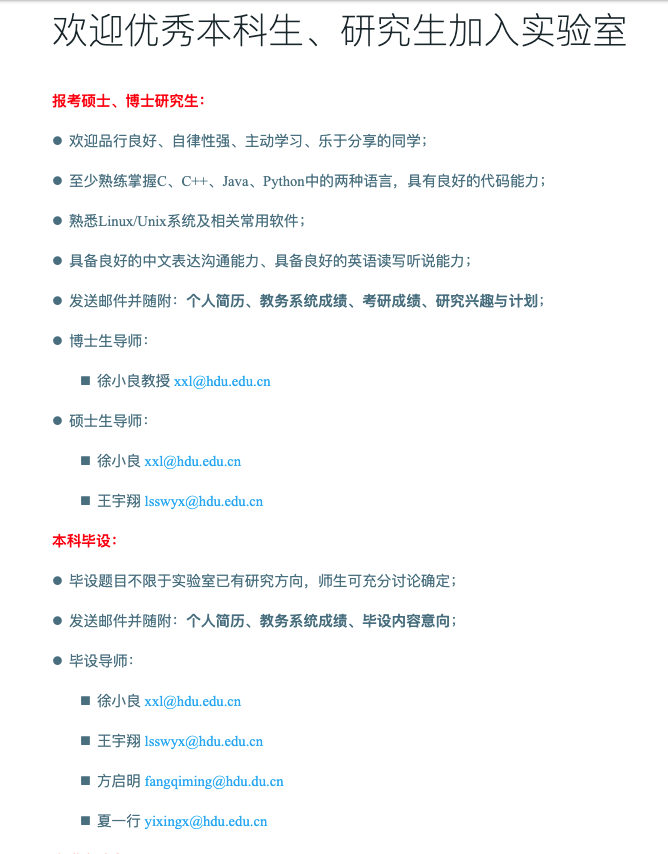 欢迎优秀本科生、研究生加入实验室
报考硕士、博士研究生：
● 欢迎品行良好、自律性强、主动学习、乐于分享的同学；
● 至少熟练掌握C、C++、Java、Python中的两种语言，具有良好的代码能力；
● 熟悉Linux/Unix系统及相关常用软件；
● 具备良好的中文表达沟通能力、具备良好的英语读写听说能力；
● 发送邮件并随附：个人简历、教务系统成绩、考研成绩、研究兴趣与计划；
● 博士生导师：
■ 徐小良教授 xxl@hdu.edu.cn
● 硕士生导师：
■ 徐小良 xxl@hdu.edu.cn
■ 王宇翔 lsswyx@hdu.edu.cn
本科毕设：
● 毕设题目不限于实验室已有研究方向，师生可充分讨论确定；
● 发送邮件并随附：个人简历、教务系统成绩、毕设内容意向；
● 毕设导师：
■ 徐小良 xxl@hdu.edu.cn
■ 王宇翔 lsswyx@hdu.edu.cn
■ 方启明 fangqiming@hdu.du.cn
■ 夏一行 yixingx@hdu.edu.cn